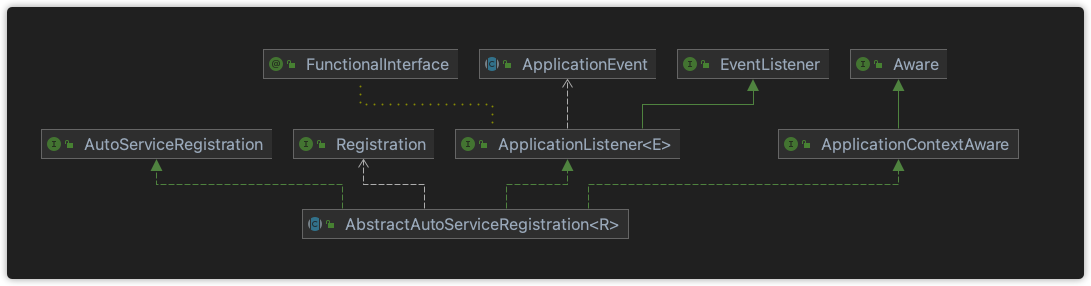 FunctionalInterface
ApplicationEvent
EventListener
Aware
AutoServiceRegistration
Registration
ApplicationListener<E>
ApplicationContextAware
AbstractAutoServiceRegistration<R>